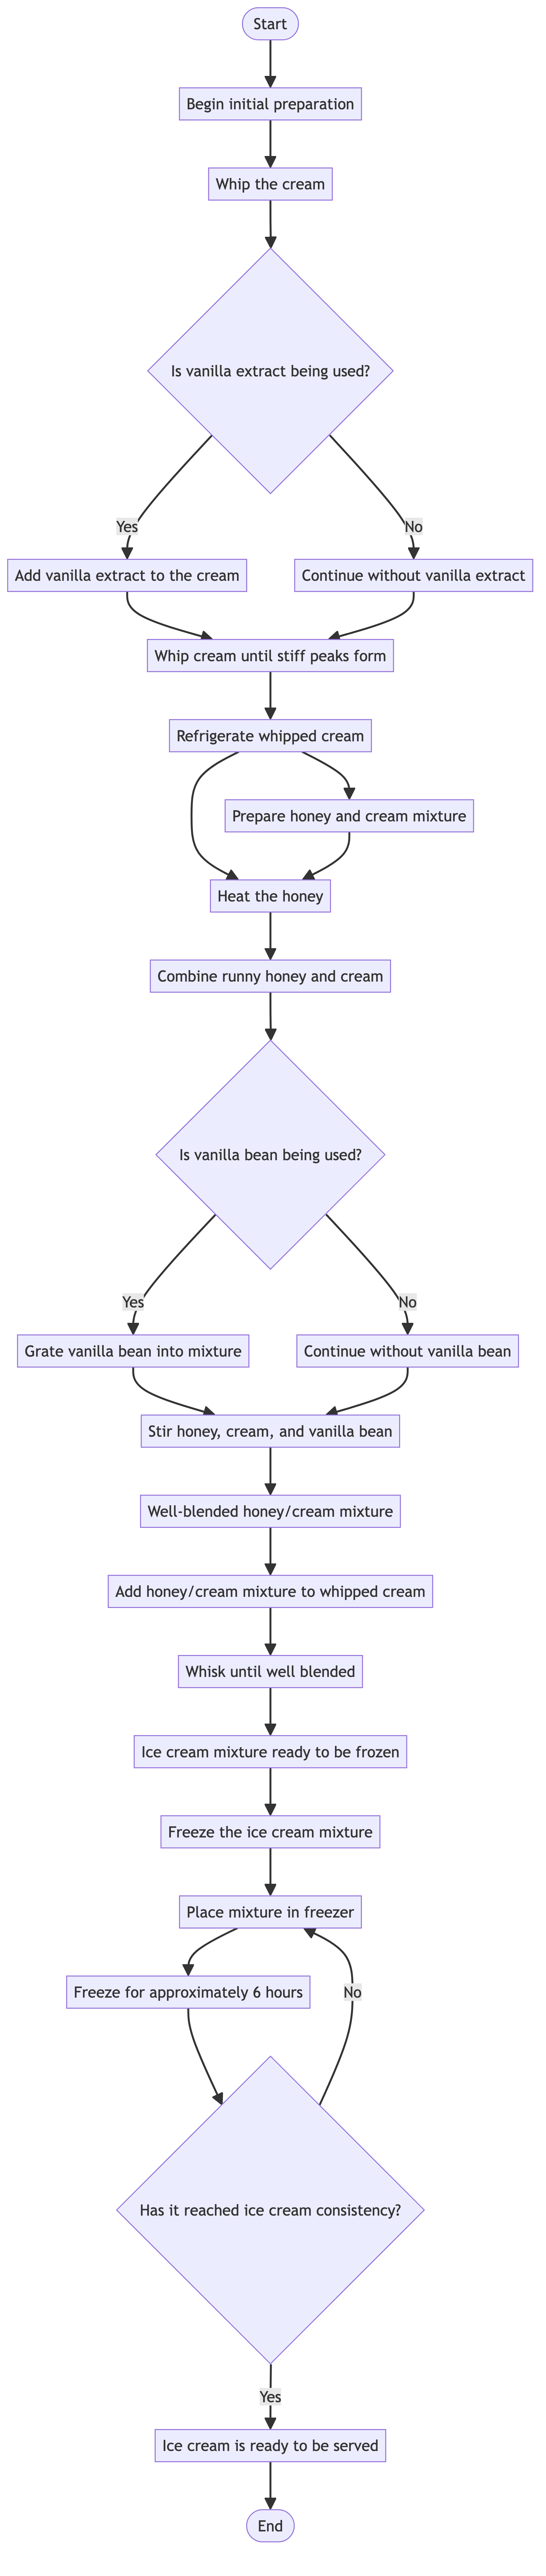 Start
Begin initial preparation
Whip the cream
Is vanilla extract being used?
Yes
No
Add vanilla extract to the cream
Continue without vanilla extract
Whip cream until stiff peaks form
Refrigerate whipped cream
Prepare honey and cream mixture
Heat the honey
Combine runny honey and cream
Is vanilla bean being used?
Yes
No
Grate vanilla bean into mixture
Continue without vanilla bean
Stir honey, cream, and vanilla bean
Well-blended honey/cream mixture
Add honey/cream mixture to whipped cream
Whisk until well blended
Ice cream mixture ready to be frozen
Freeze the ice cream mixture
Place mixture in freezer
Freeze for approximately 6 hours
No
Has it reached ice cream consistency?
Yes
Ice cream is ready to be served
End